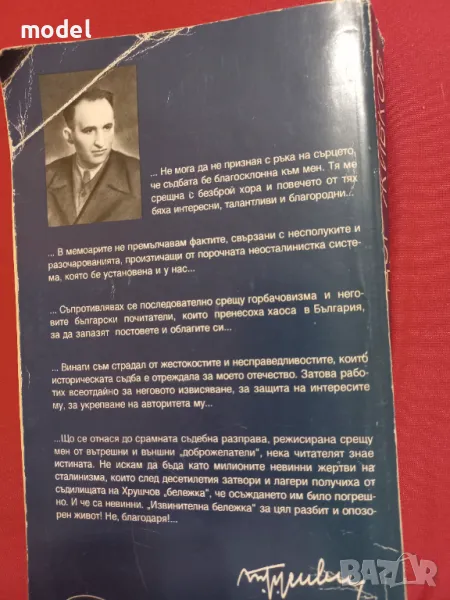 model
... Не мога да не призная с ръка на сърцето,
че съдбата бе благосклонна към мен. Тя ме
срещна с безброй хора и повечето от тях
бяха интересни, талантливи и благородни...
... В мемоарите не премълчавам фактите, свързани с несполуките и
разочарованията, произтичащи от порочната неосталинистка систе-
ма, която бе установена и у нас...
... Съпротивлявах се последователно срещу горбачовизма и него-
вите български почитатели, които пренесоха хаоса в България,
за да запазят постовете и облагите си...
... Винаги съм страдал от жестокостите и несправедливостите, които
историческата съдба е отреждала за моето отечество. Затова рабо-
тих всеотдайно за неговото извисяване, за защита на интересите
му, за укрепване на авторитета му...
...Що се отнася до срамната съдебна разправа, режисирана срещу
мен от вътрешни и външни „доброжелатели", нека читателят знае
истината. Не искам да бъда като милионите невинни жертви на
сталинизма, които след десетилетия затвори и лагери получиха от
съдилищата на Хрушчов „бележка", че осъждането им било погреш-
но. И че са невинни. „Извинителна бележка" за цял разбит и опозо-
рен живот! Не, благодаря!...
bazar.bg